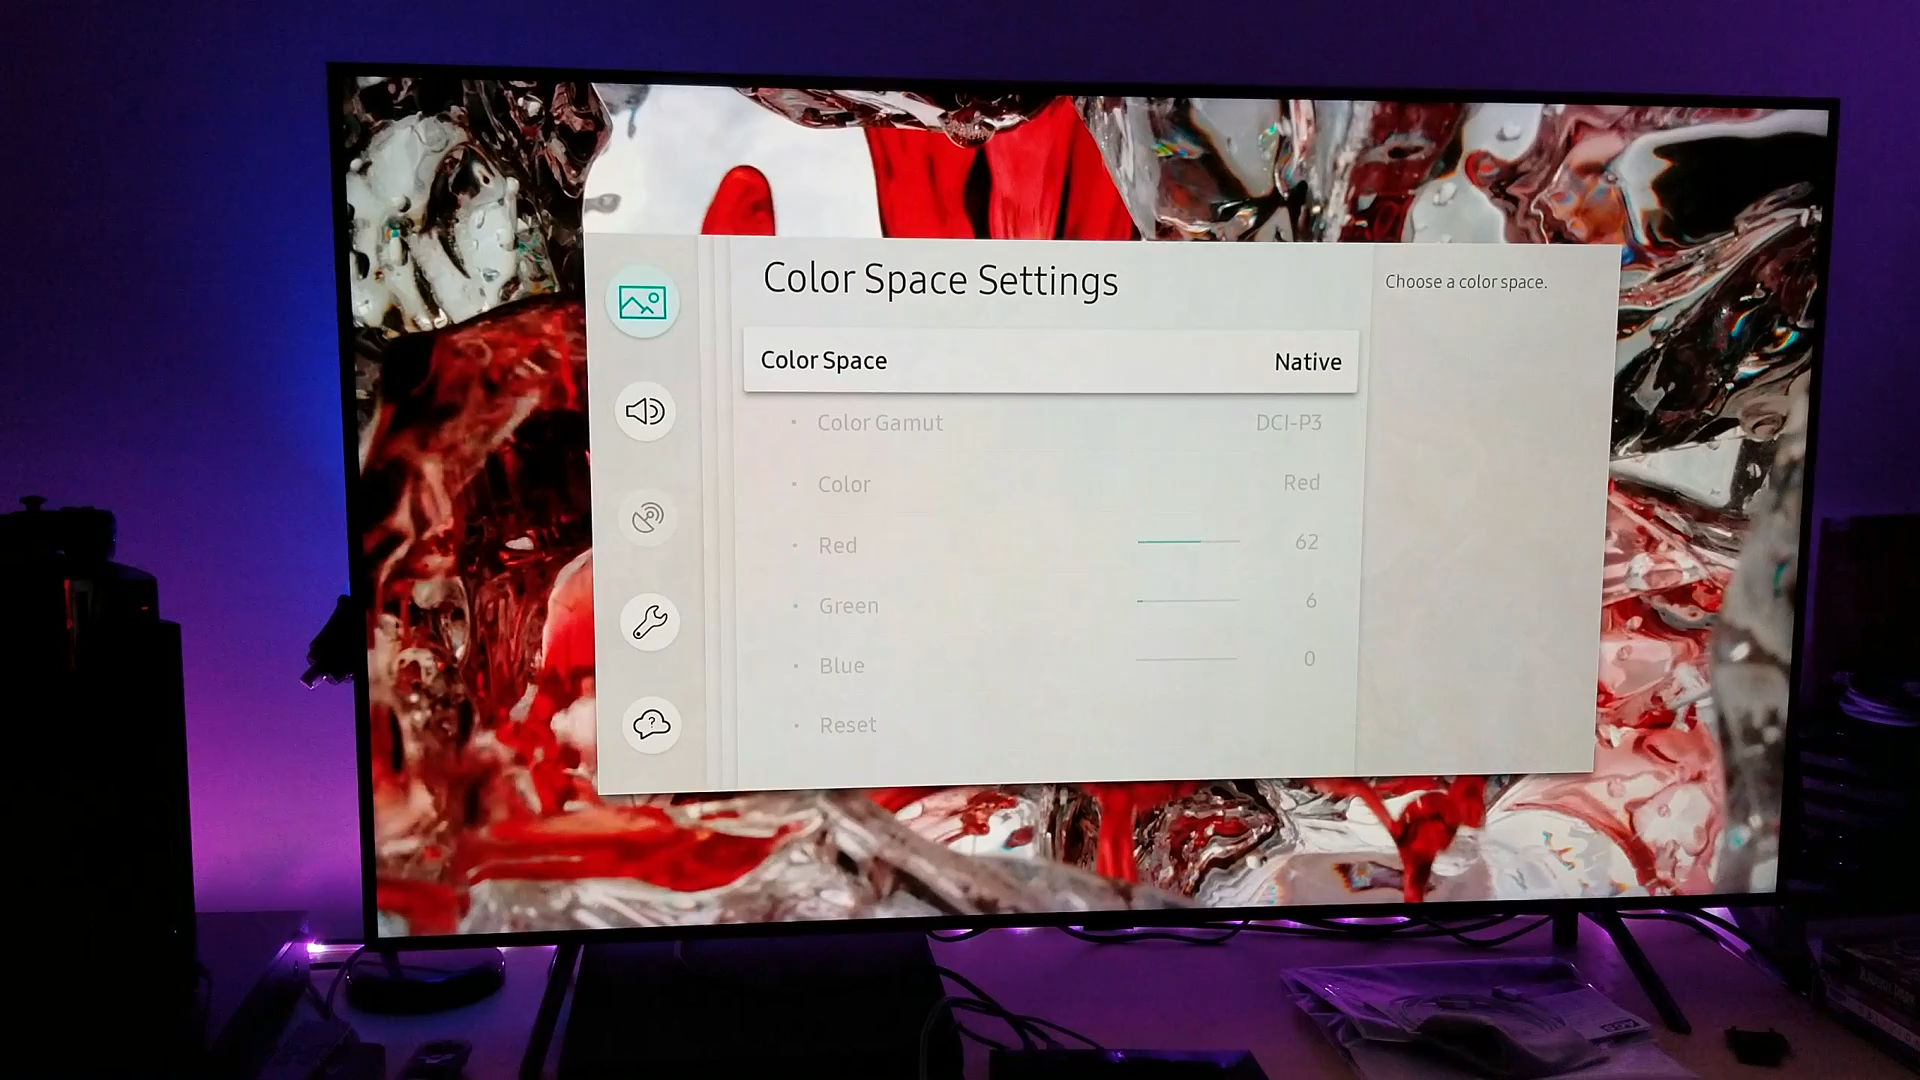 Color Space Settings
Choose a color space.
Color Space Native
Color Gamut DCI-P3
Color Red
Red 62
Green 6
Blue 0
Reset